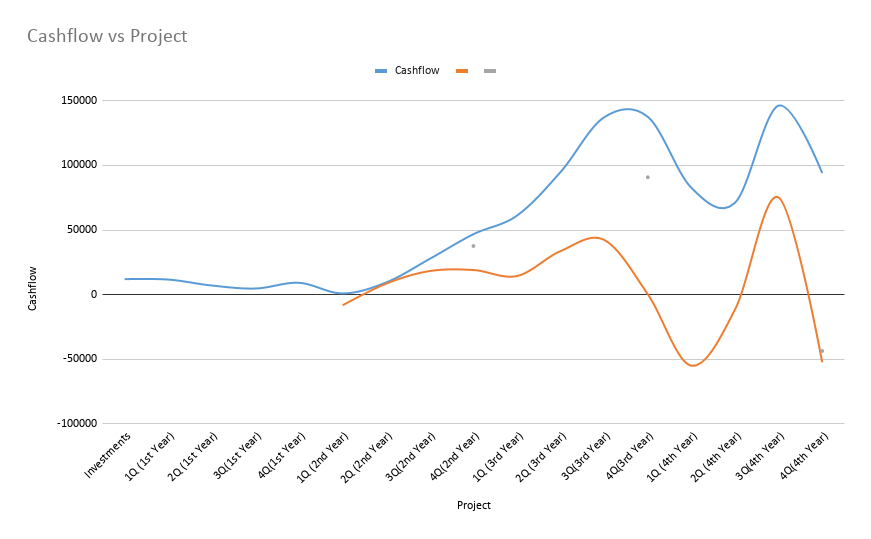 Cashflow vs Project
Cashflow
150000
100000
50000
0
-50000
-100000
Cashflow
Investments
1Q (1st Year)
2Q (1st Year)
3Q(1st Year)
4Q(1st Year)
1Q (2nd Year)
2Q (2nd Year)
3Q(2nd Year)
4Q(2nd Year)
1Q (3rd Year)
2Q (3rd Year)
3Q(3rd Year)
4Q(3rd Year)
1Q (4th Year)
2Q (4th Year)
3Q(4th Year)
4Q(4th Year)
Project